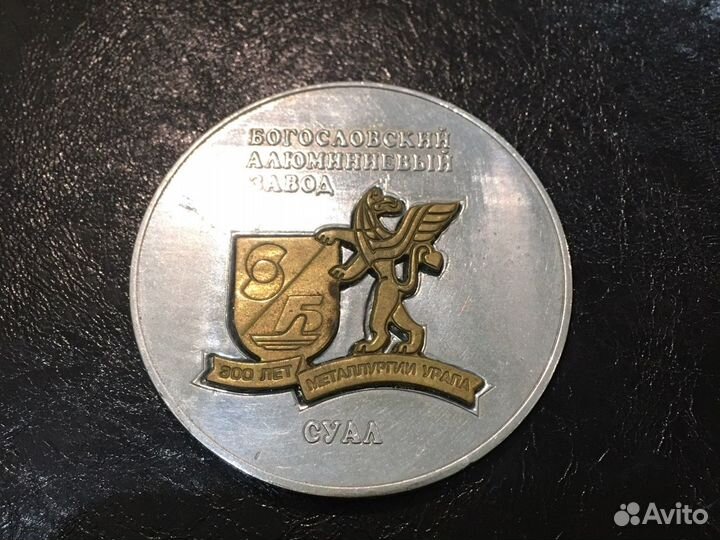 БОГОСЛОВСКИЙ
АЛЮМИНИЕВЫЙ
ЗАВОД
Б
300 ЛЕТ МЕТАЛЛУРГИИ УРАЛА
СУАЛ
Avito